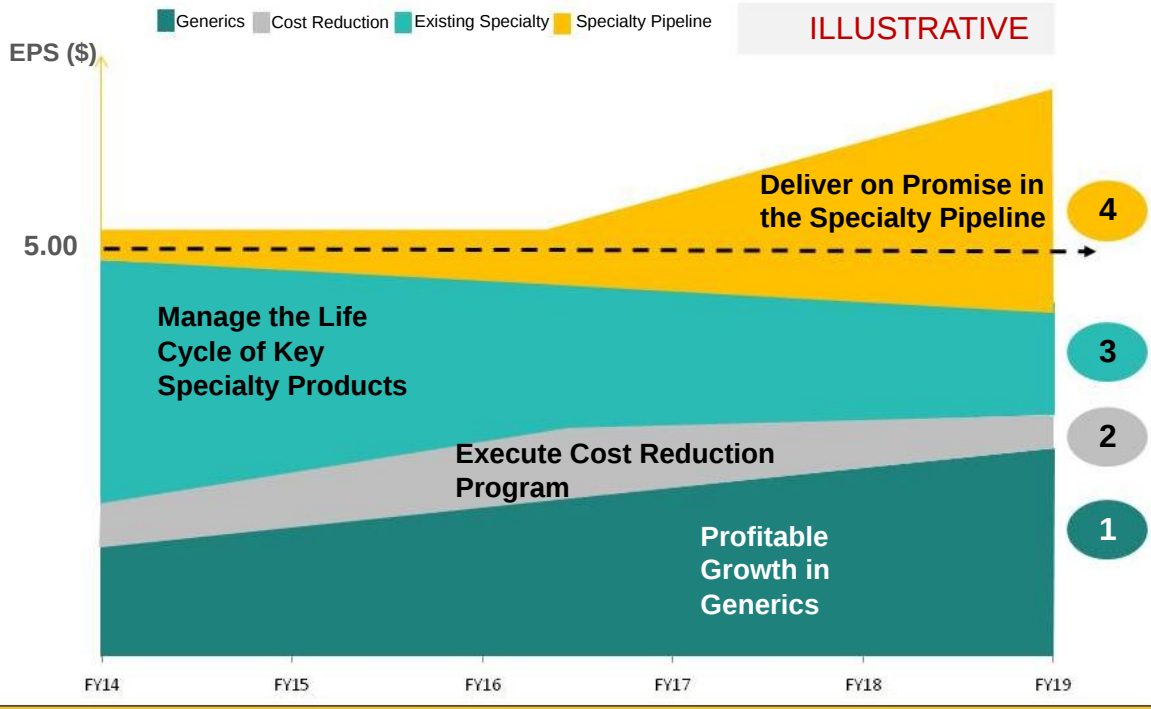 Generics Cost Reduction Existing Specialty Specialty Pipeline
ILLUSTRATIVE
EPS ($)
5.00
Deliver on Promise in
the Specialty Pipeline
4
Manage the Life
Cycle of Key
Specialty Products
3
Execute Cost Reduction
Program
2
Profitable
Growth in
Generics
1
FY14 FY15 FY16 FY17 FY18 FY19